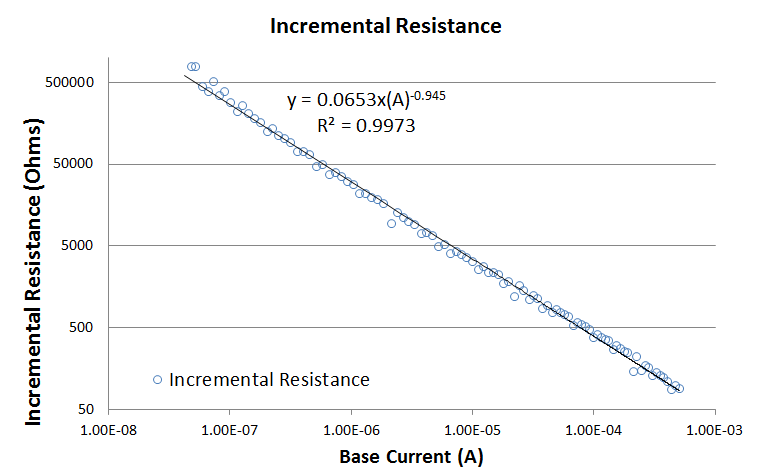 Incremental Resistance
Incremental Resistance (Ohms)
500000
50000
5000
500
50
y = 0.0653x(A)⁻⁰·⁹⁴⁵
R² = 0.9973
Incremental Resistance
1.00E-08 1.00E-07 1.00E-06 1.00E-05 1.00E-04 1.00E-03
Base Current (A)